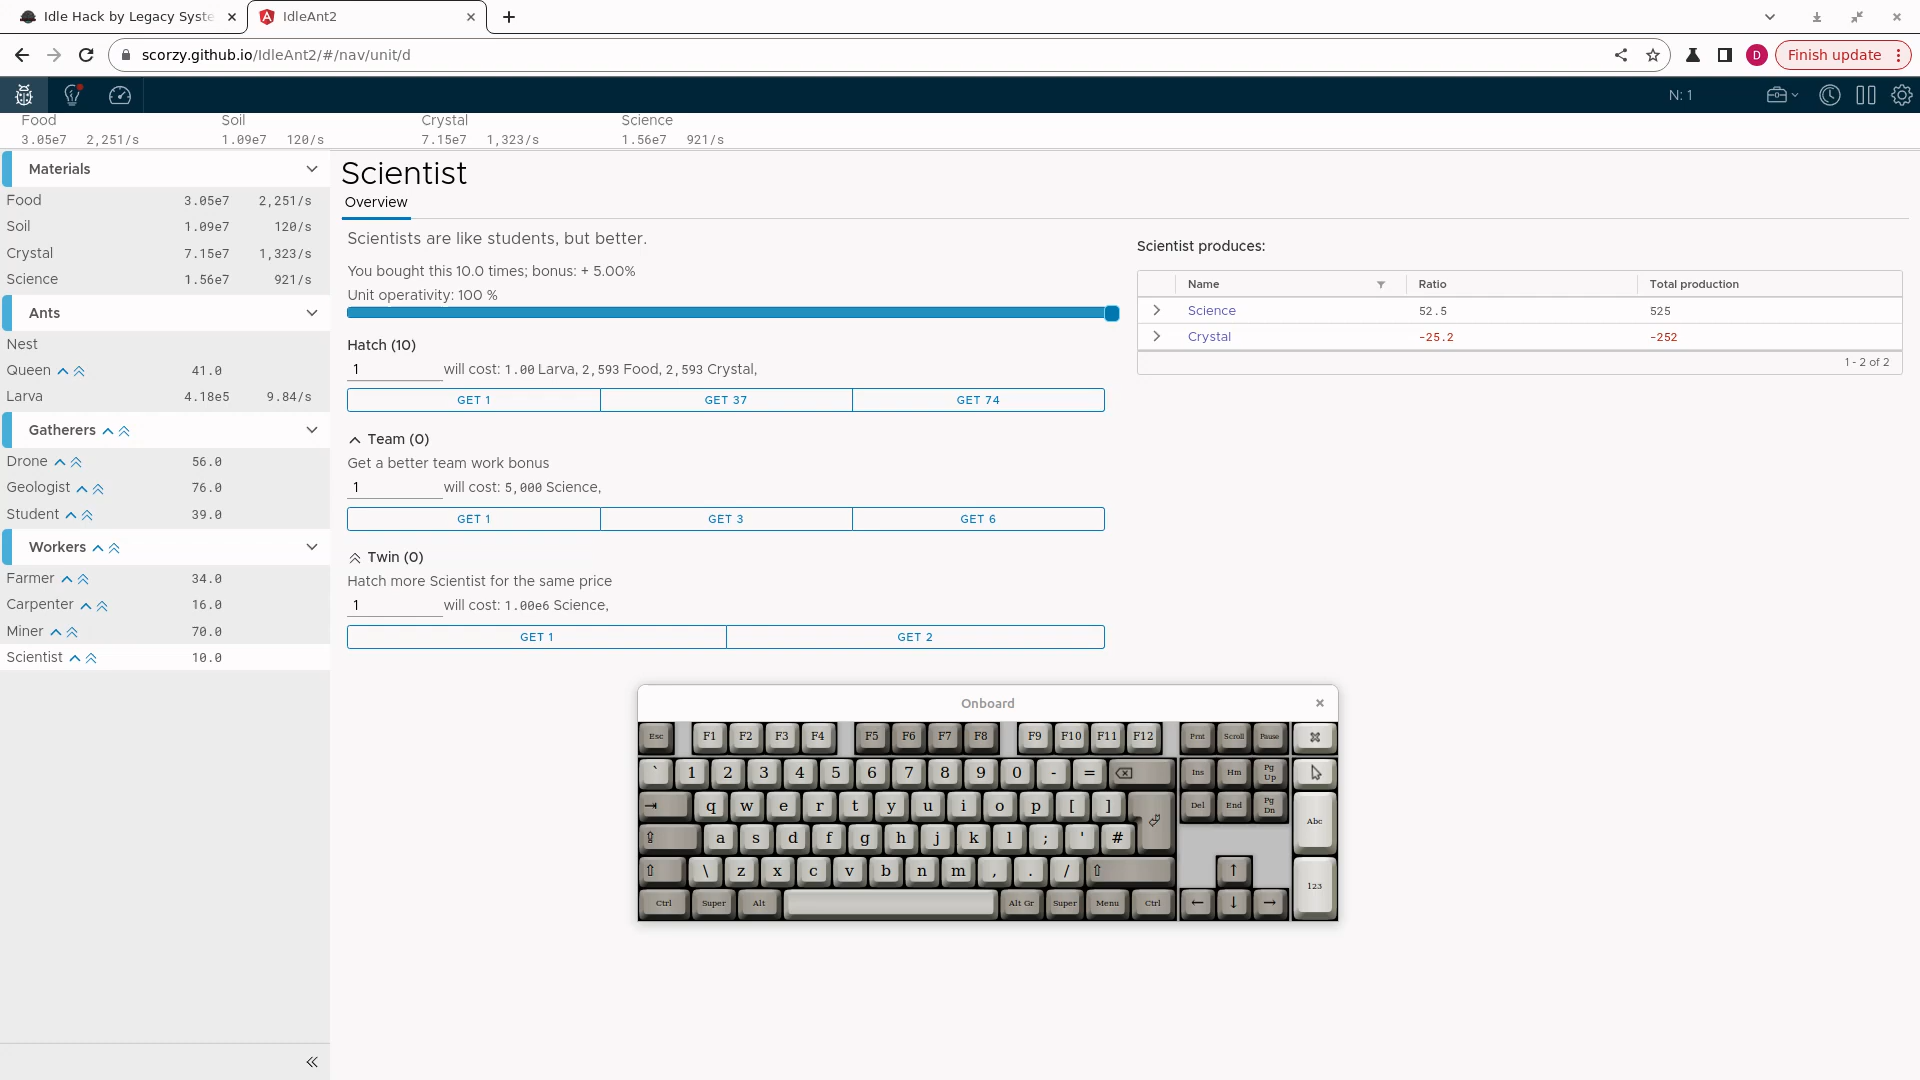 Idle Hack by Legacy Syste
IdleAnt2
scorzy.github.io/IdleAnt2/#/nav/unit/d
D
Finish update
N: 1
Food Soil Crystal Science
3.05e7 2,251/s 1.09e7 120/s 7.15e7 1,323/s 1.56e7 921/s
Materials
Food 3.05e7 2,251/s
Soil 1.09e7 120/s
Crystal 7.15e7 1,323/s
Science 1.56e7 921/s
Ants
Nest
Queen 41.0
Larva 4.18e5 9.84/s
Gatherers
Drone 56.0
Geologist 76.0
Student 39.0
Workers
Farmer 34.0
Carpenter 16.0
Miner 70.0
Scientist 10.0
Scientist
Overview
Scientists are like students, but better.
You bought this 10.0 times; bonus: + 5.00%
Unit operativity: 100 %
Hatch (10)
1 will cost: 1.00 Larva, 2,593 Food, 2,593 Crystal,
GET 1 GET 37 GET 74
Team (0)
Get a better team work bonus
1 will cost: 5,000 Science,
GET 1 GET 3 GET 6
Twin (0)
Hatch more Scientist for the same price
1 will cost: 1.00e6 Science,
GET 1 GET 2
Scientist produces:
Name Ratio Total production
Science 52.5 525
Crystal -25.2 -252
1 - 2 of 2
Onboard
Esc F1 F2 F3 F4 F5 F6 F7 F8 F9 F10 F11 F12 Prnt Scroll Pause
` 1 2 3 4 5 6 7 8 9 0 - = Ins Hm Pg Up
q w e r t y u i o p [ ] Del End Pg Dn
a s d f g h j k l ; ' # Abc
\ z x c v b n m , . / 123
Ctrl Super Alt Alt Gr Super Menu Ctrl